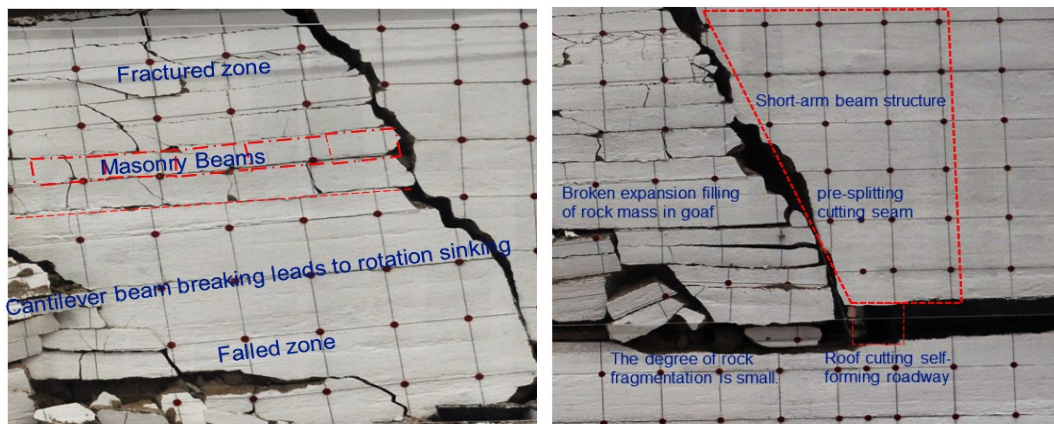 Fractured zone
Masonry Beams
Cantilever beam breaking leads to rotation sinking
Falled zone
Short-arm beam structure
Broken expansion filling
of rock mass in goaf
pre-splitting
cutting seam
The degree of rock
fragmentation is small.
Roof cutting self-
forming roadway